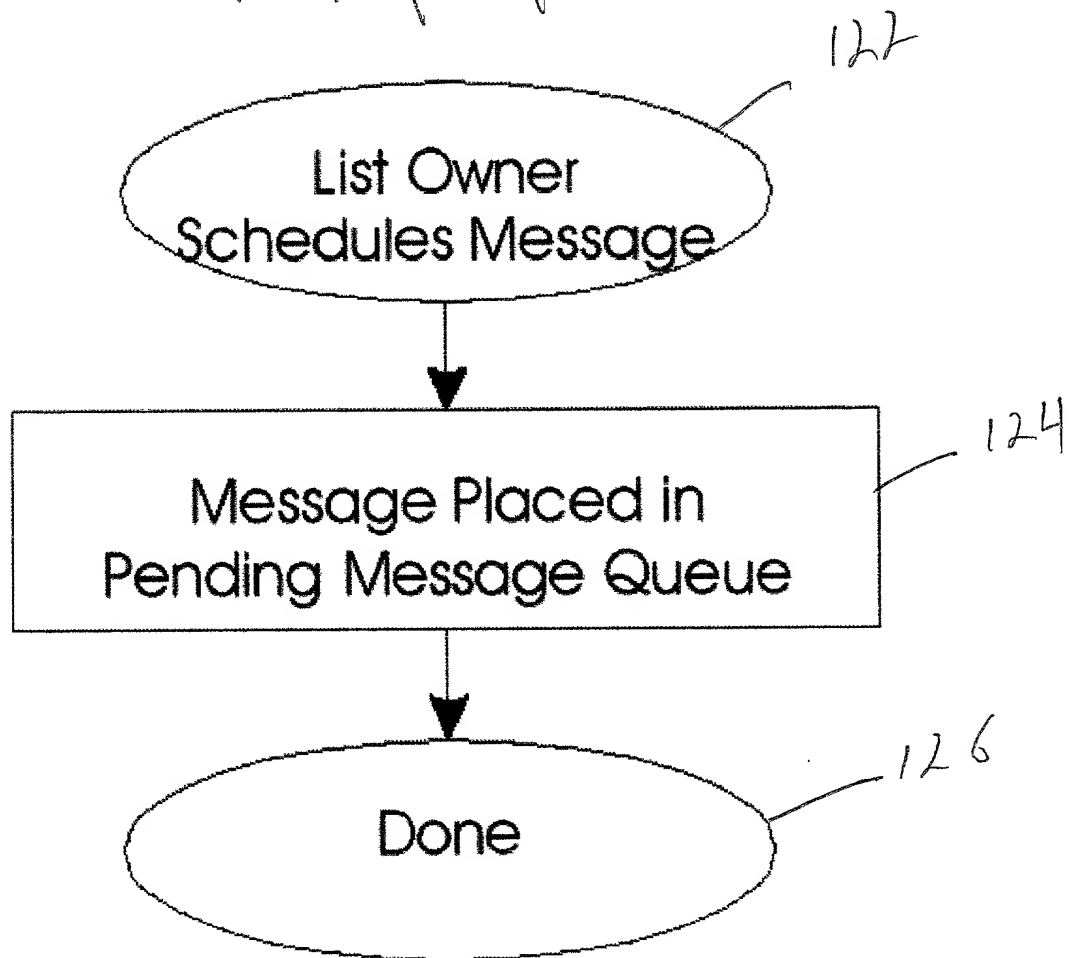 122
List Owner
Schedules Message
124
Message Placed in
Pending Message Queue
126
Done